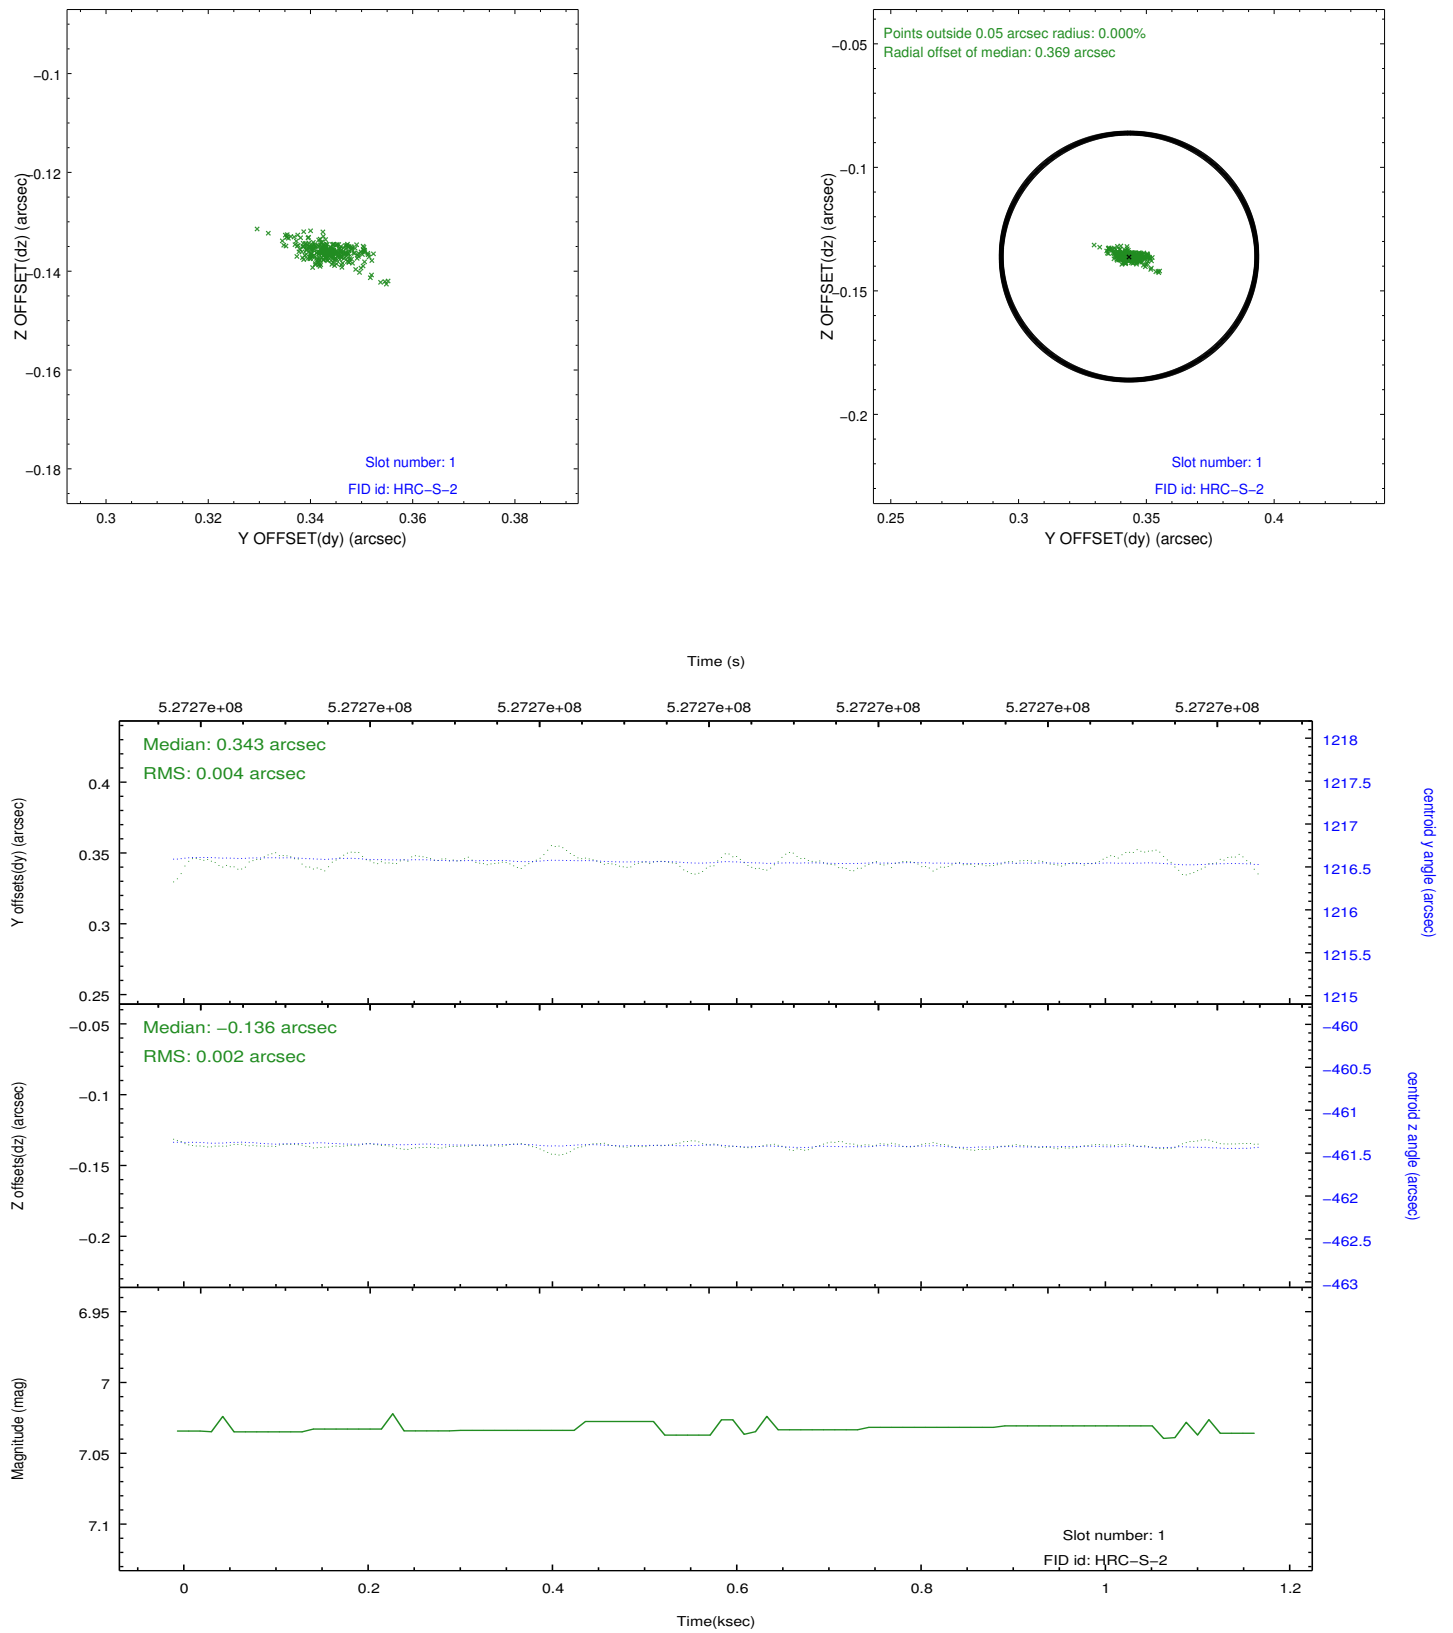 −0.1
−0.12
−0.14
−0.16
−0.18
Z OFFSET(dz) (arcsec)
Slot number: 1
FID id: HRC−S−2
0.3 0.32 0.34 0.36 0.38
Y OFFSET(dy) (arcsec)
Points outside 0.05 arcsec radius: 0.000%
Radial offset of median: 0.369 arcsec
−0.05
−0.1
−0.15
−0.2
Z OFFSET(dz) (arcsec)
Slot number: 1
FID id: HRC−S−2
0.25 0.3 0.35 0.4
Y OFFSET(dy) (arcsec)
Time (s)
5.2727e+08 5.2727e+08 5.2727e+08 5.2727e+08 5.2727e+08 5.2727e+08 5.2727e+08
Median: 0.343 arcsec
RMS: 0.004 arcsec
0.4
0.35
0.3
0.25
Y offsets(dy) (arcsec)
1218
1217.5
1217
1216.5
1216
1215.5
1215
centroid y angle (arcsec)
Median: −0.136 arcsec
RMS: 0.002 arcsec
−0.05
−0.1
−0.15
−0.2
Z offsets(dz) (arcsec)
−460
−460.5
−461
−461.5
−462
−462.5
−463
centroid z angle (arcsec)
6.95
7
7.05
7.1
Magnitude (mag)
Slot number: 1
FID id: HRC−S−2
0 0.2 0.4 0.6 0.8 1 1.2
Time(ksec)